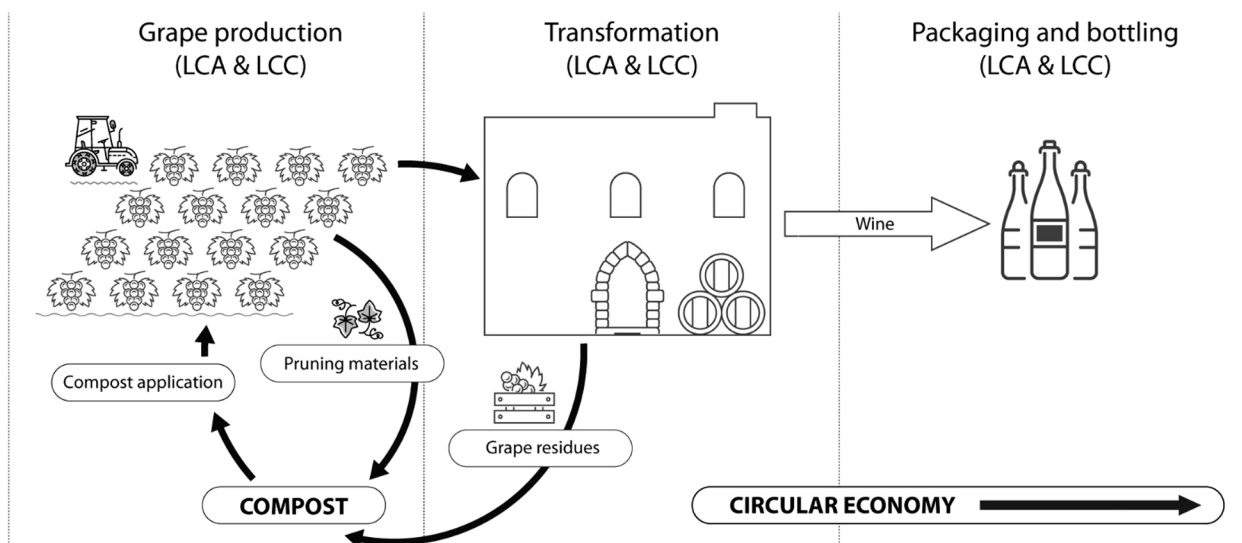 Grape production
(LCA & LCC)
Transformation
(LCA & LCC)
Packaging and bottling
(LCA & LCC)
Wine
Pruning materials
Compost application
Grape residues
COMPOST
CIRCULAR ECONOMY